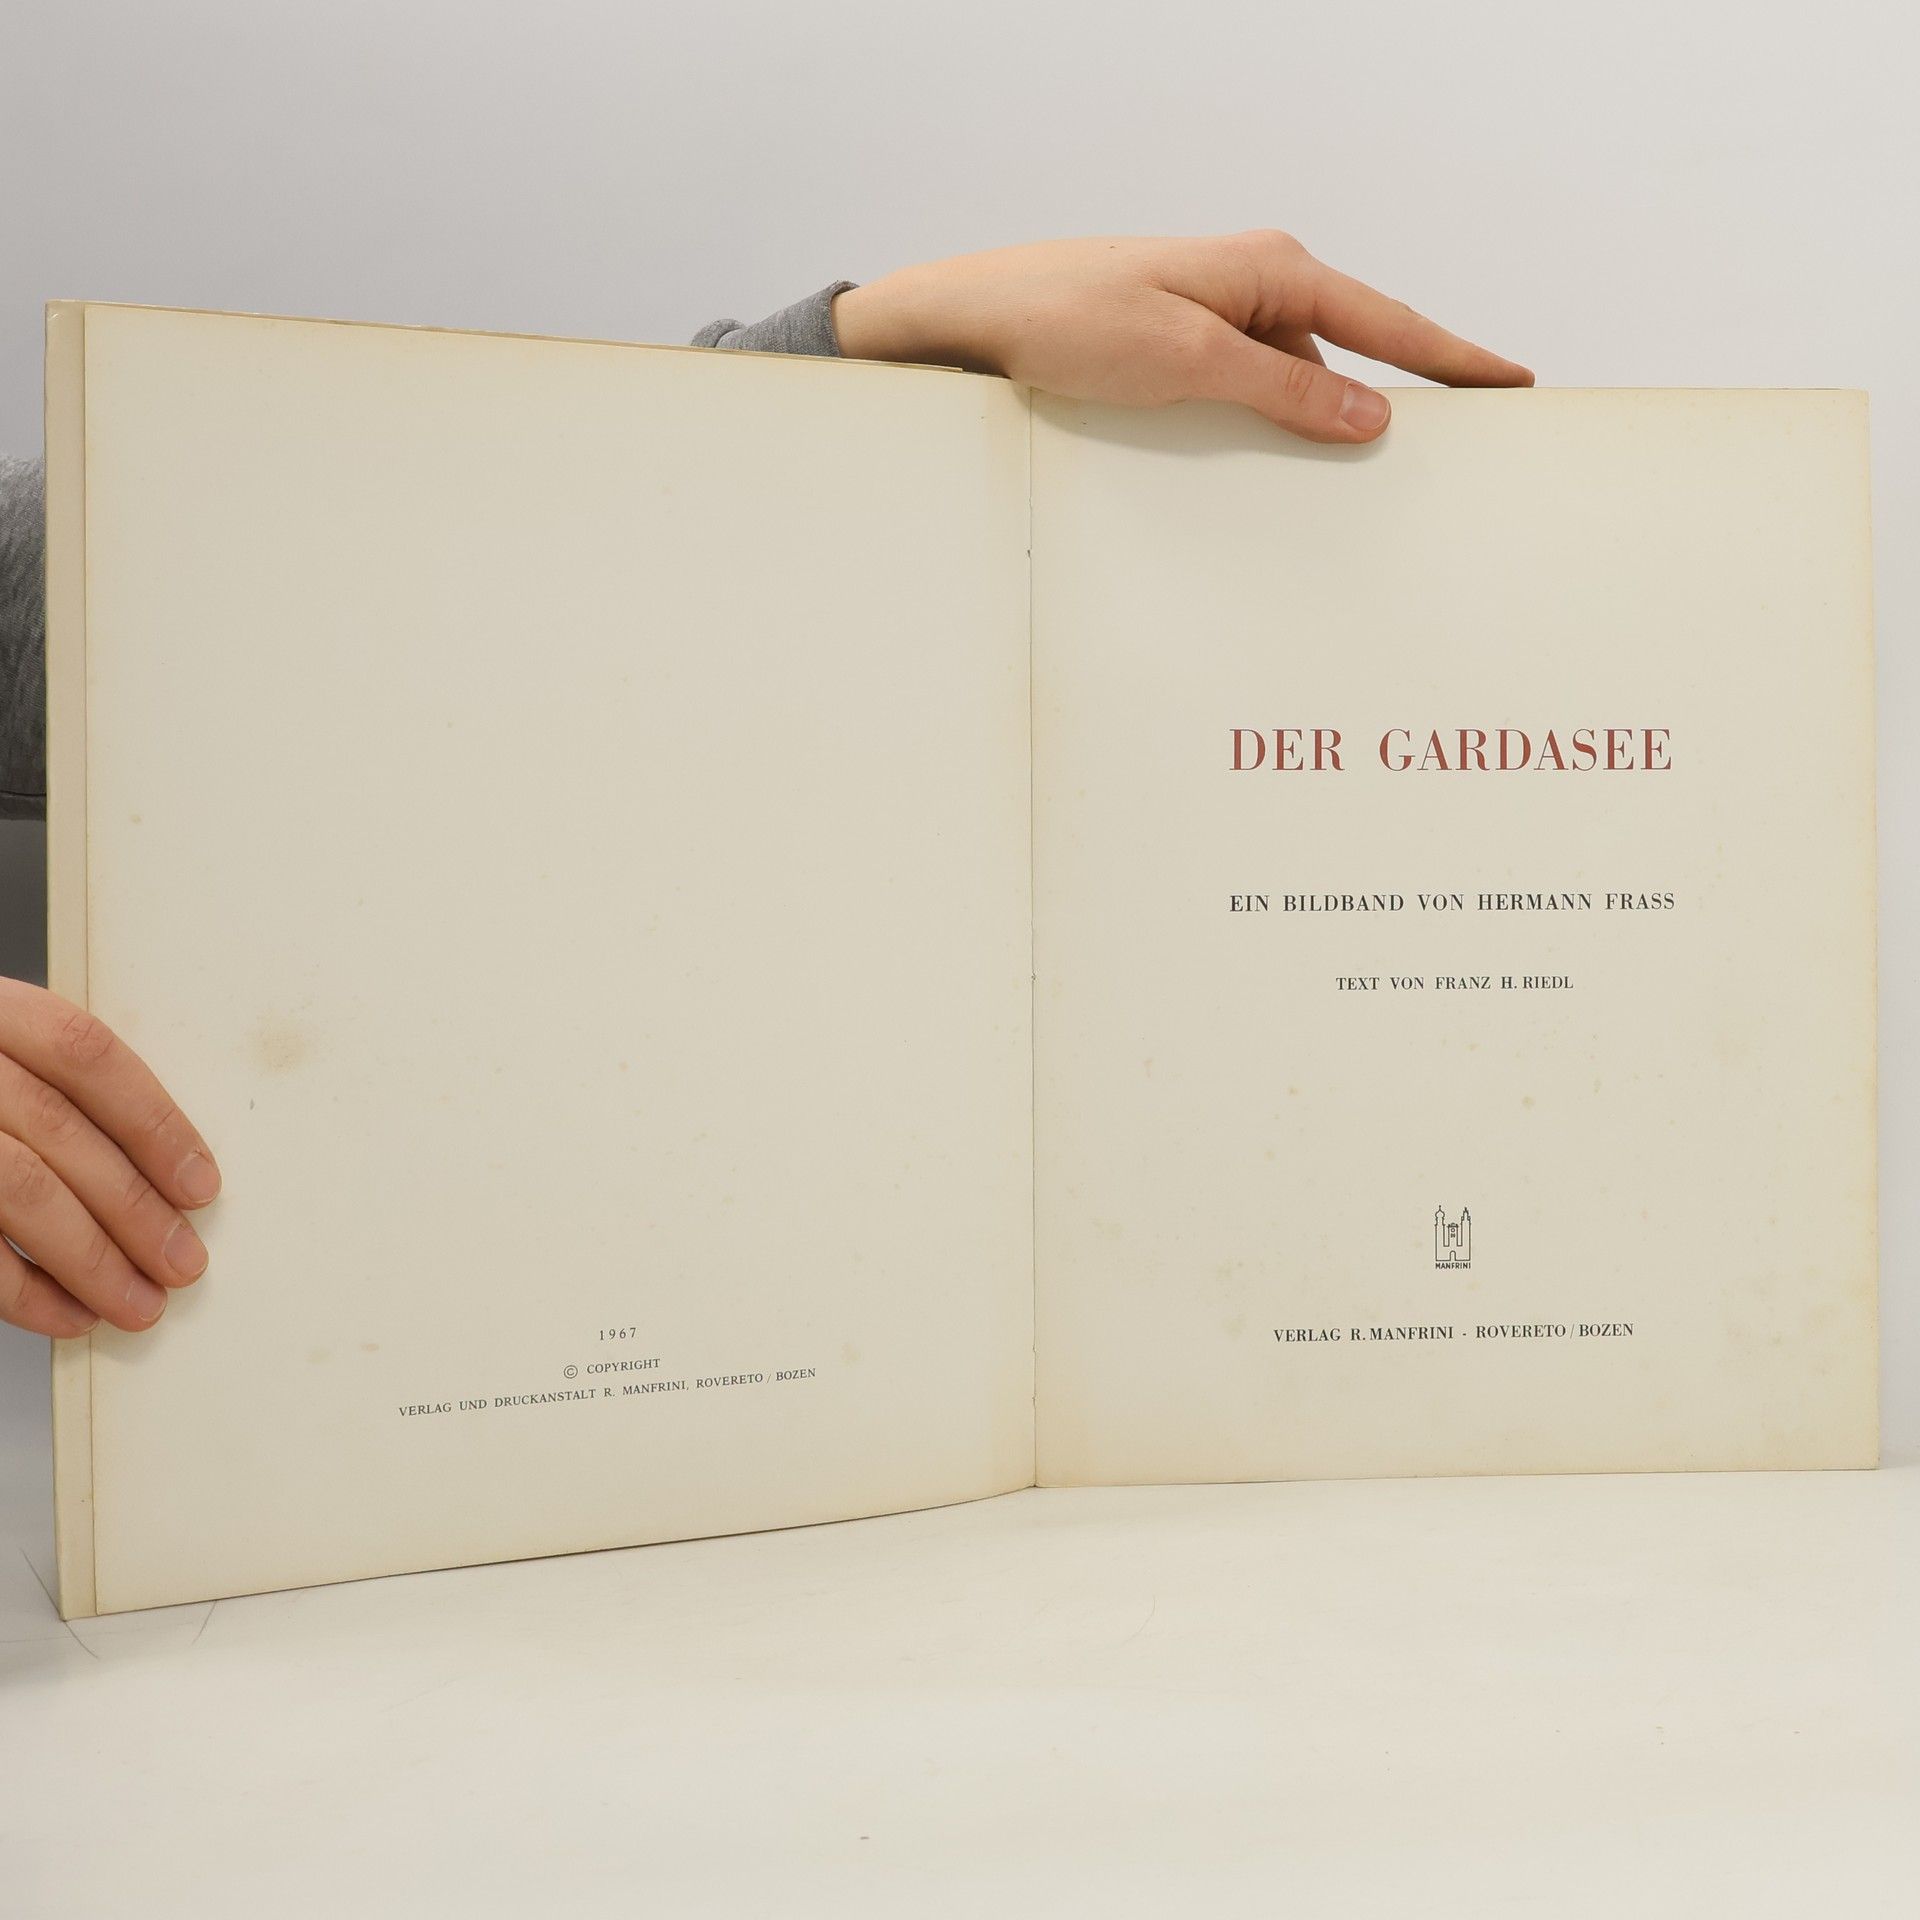 1967
© COPYRIGHT
VERLAG UND DRUCKANSTALT R. MANFRINI, ROVERETO / BOZEN
DER GARDASEE
EIN BILDBAND VON HERMANN FRASS
TEXT VON FRANZ H. RIEDL
MANFRINI
VERLAG R. MANFRINI - ROVERETO / BOZEN